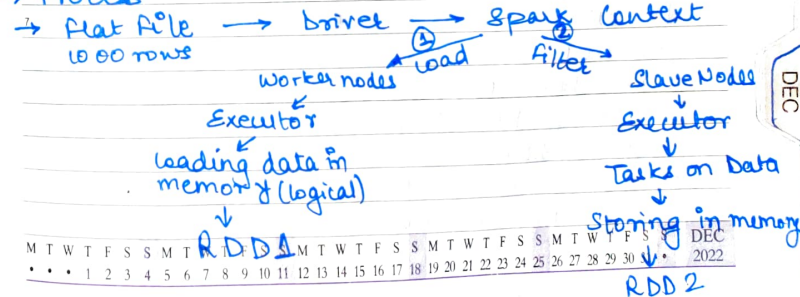 → Flat File → Driver → Spark Context
1000 rows
① Load
② Filter
Worker nodes
Executor
Loading data in
memory (logical)
RDD1
Slave Nodes
Executor
Tasks on Data
Storing in memory
RDD 2
DEC
M T W T F S S M T W T F S S M T W T F S S M T W T F S S M T W T F S S DEC
• • • 1 2 3 4 5 6 7 8 9 10 11 12 13 14 15 16 17 18 19 20 21 22 23 24 25 26 27 28 29 30 31 • 2022